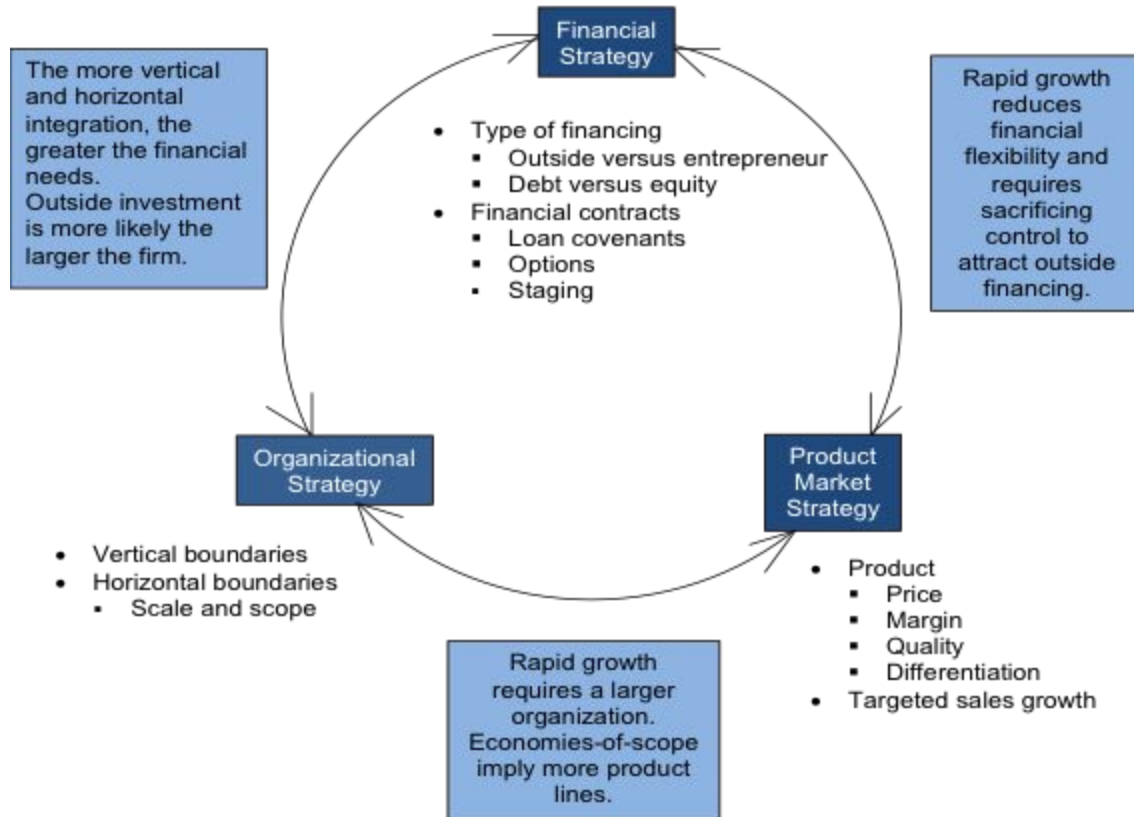 Financial
Strategy
The more vertical
and horizontal
integration, the
greater the financial
needs.
Outside investment
is more likely the
larger the firm.
• Type of financing
▪ Outside versus entrepreneur
▪ Debt versus equity
• Financial contracts
▪ Loan covenants
▪ Options
▪ Staging
Rapid growth
reduces
financial
flexibility and
requires
sacrificing
control to
attract outside
financing.
Organizational
Strategy
• Vertical boundaries
• Horizontal boundaries
▪ Scale and scope
Product
Market
Strategy
• Product
▪ Price
▪ Margin
▪ Quality
▪ Differentiation
• Targeted sales growth
Rapid growth
requires a larger
organization.
Economies-of-scope
imply more product
lines.